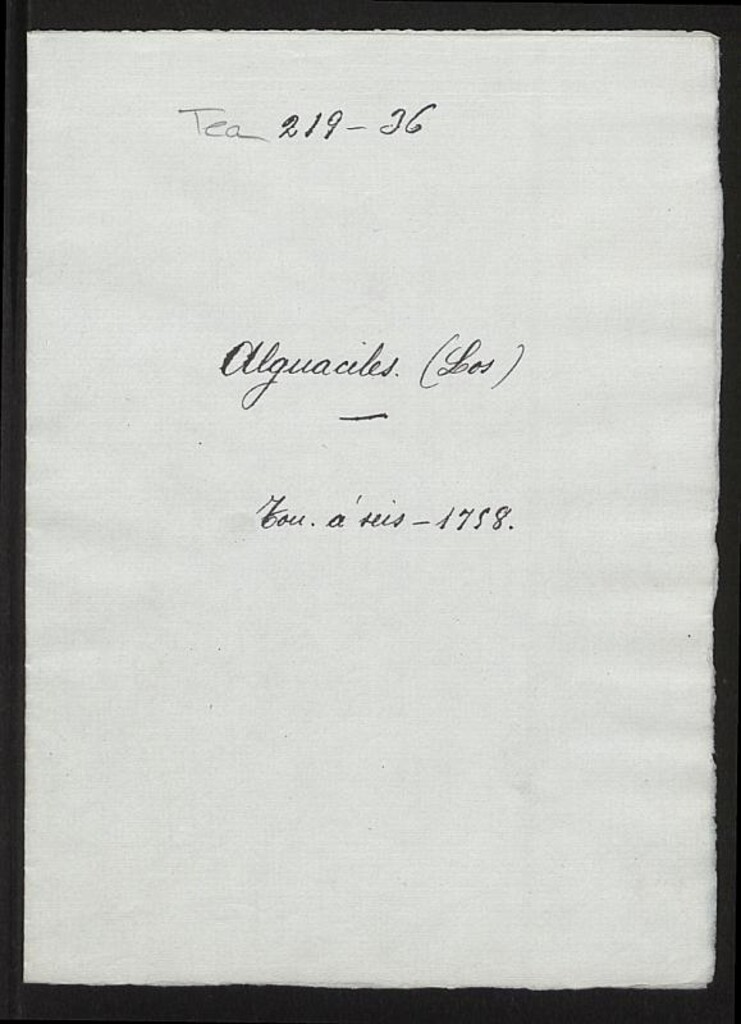 Tea 219-36
Alguaciles. (Los)
Ton. á seis - 1758.